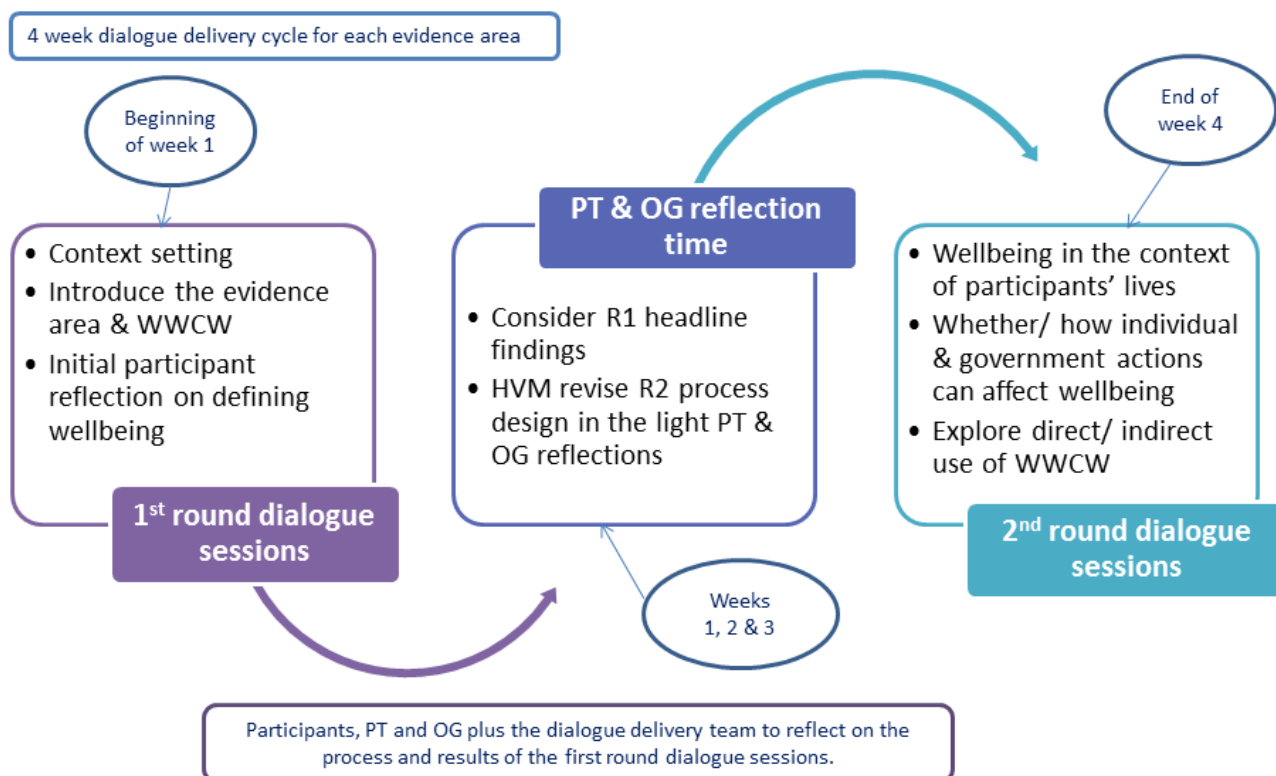 4 week dialogue delivery cycle for each evidence area
Beginning
of week 1
• Context setting
• Introduce the evidence
area & WWCW
• Initial participant
reflection on defining
wellbeing
1st round dialogue
sessions
PT & OG reflection
time
• Consider R1 headline
findings
• HVM revise R2 process
design in the light PT &
OG reflections
Weeks
1, 2 & 3
End of
week 4
• Wellbeing in the context
of participants’ lives
• Whether/ how individual
& government actions
can affect wellbeing
• Explore direct/ indirect
use of WWCW
2nd round dialogue
sessions
Participants, PT and OG plus the dialogue delivery team to reflect on the
process and results of the first round dialogue sessions.